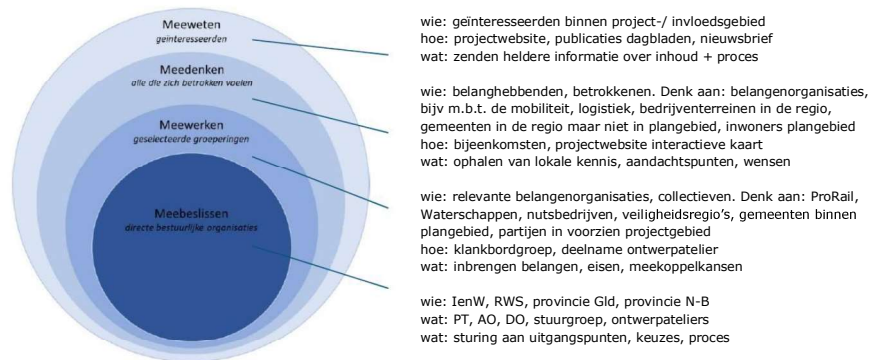 Meeweten
geïnteresseerden
Meedenken
alle die zich betrokken voelen
Meewerken
geselecteerde groeperingen
Meebeslissen
directe bestuurlijke organisaties
wie: geïnteresseerden binnen project-/ invloedsgebied
hoe: projectwebsite, publicaties dagbladen, nieuwsbrief
wat: zenden heldere informatie over inhoud + proces
wie: belanghebbenden, betrokkenen. Denk aan: belangenorganisaties,
bijv m.b.t. de mobiliteit, logistiek, bedrijventerreinen in de regio,
gemeenten in de regio maar niet in plangebied, inwoners plangebied
hoe: bijeenkomsten, projectwebsite interactieve kaart
wat: ophalen van lokale kennis, aandachtspunten, wensen
wie: relevante belangenorganisaties, collectieven. Denk aan: ProRail,
Waterschappen, nutsbedrijven, veiligheidsregio's, gemeenten binnen
plangebied, partijen in voorzien projectgebied
hoe: klankbordgroep, deelname ontwerpatelier
wat: inbrengen belangen, eisen, meekoppelkansen
wie: IenW, RWS, provincie Gld, provincie N-B
wat: PT, AO, DO, stuurgroep, ontwerpateliers
wat: sturing aan uitgangspunten, keuzes, proces